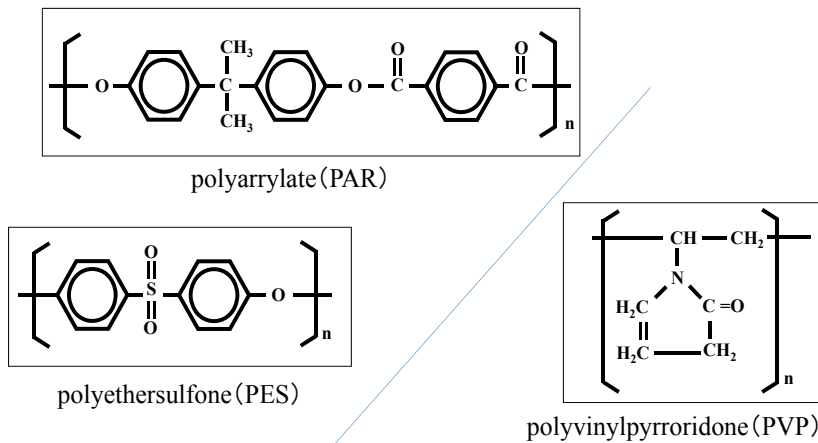 CH3
O
O
O
C
O
C
C
CH3
n
polyarrylate(PAR)
O
S
O
O
n
polyethersulfone(PES)
CH
CH2
N
H2C
C
=O
H2C
CH2
n
polyvinylpyrroridone(PVP)